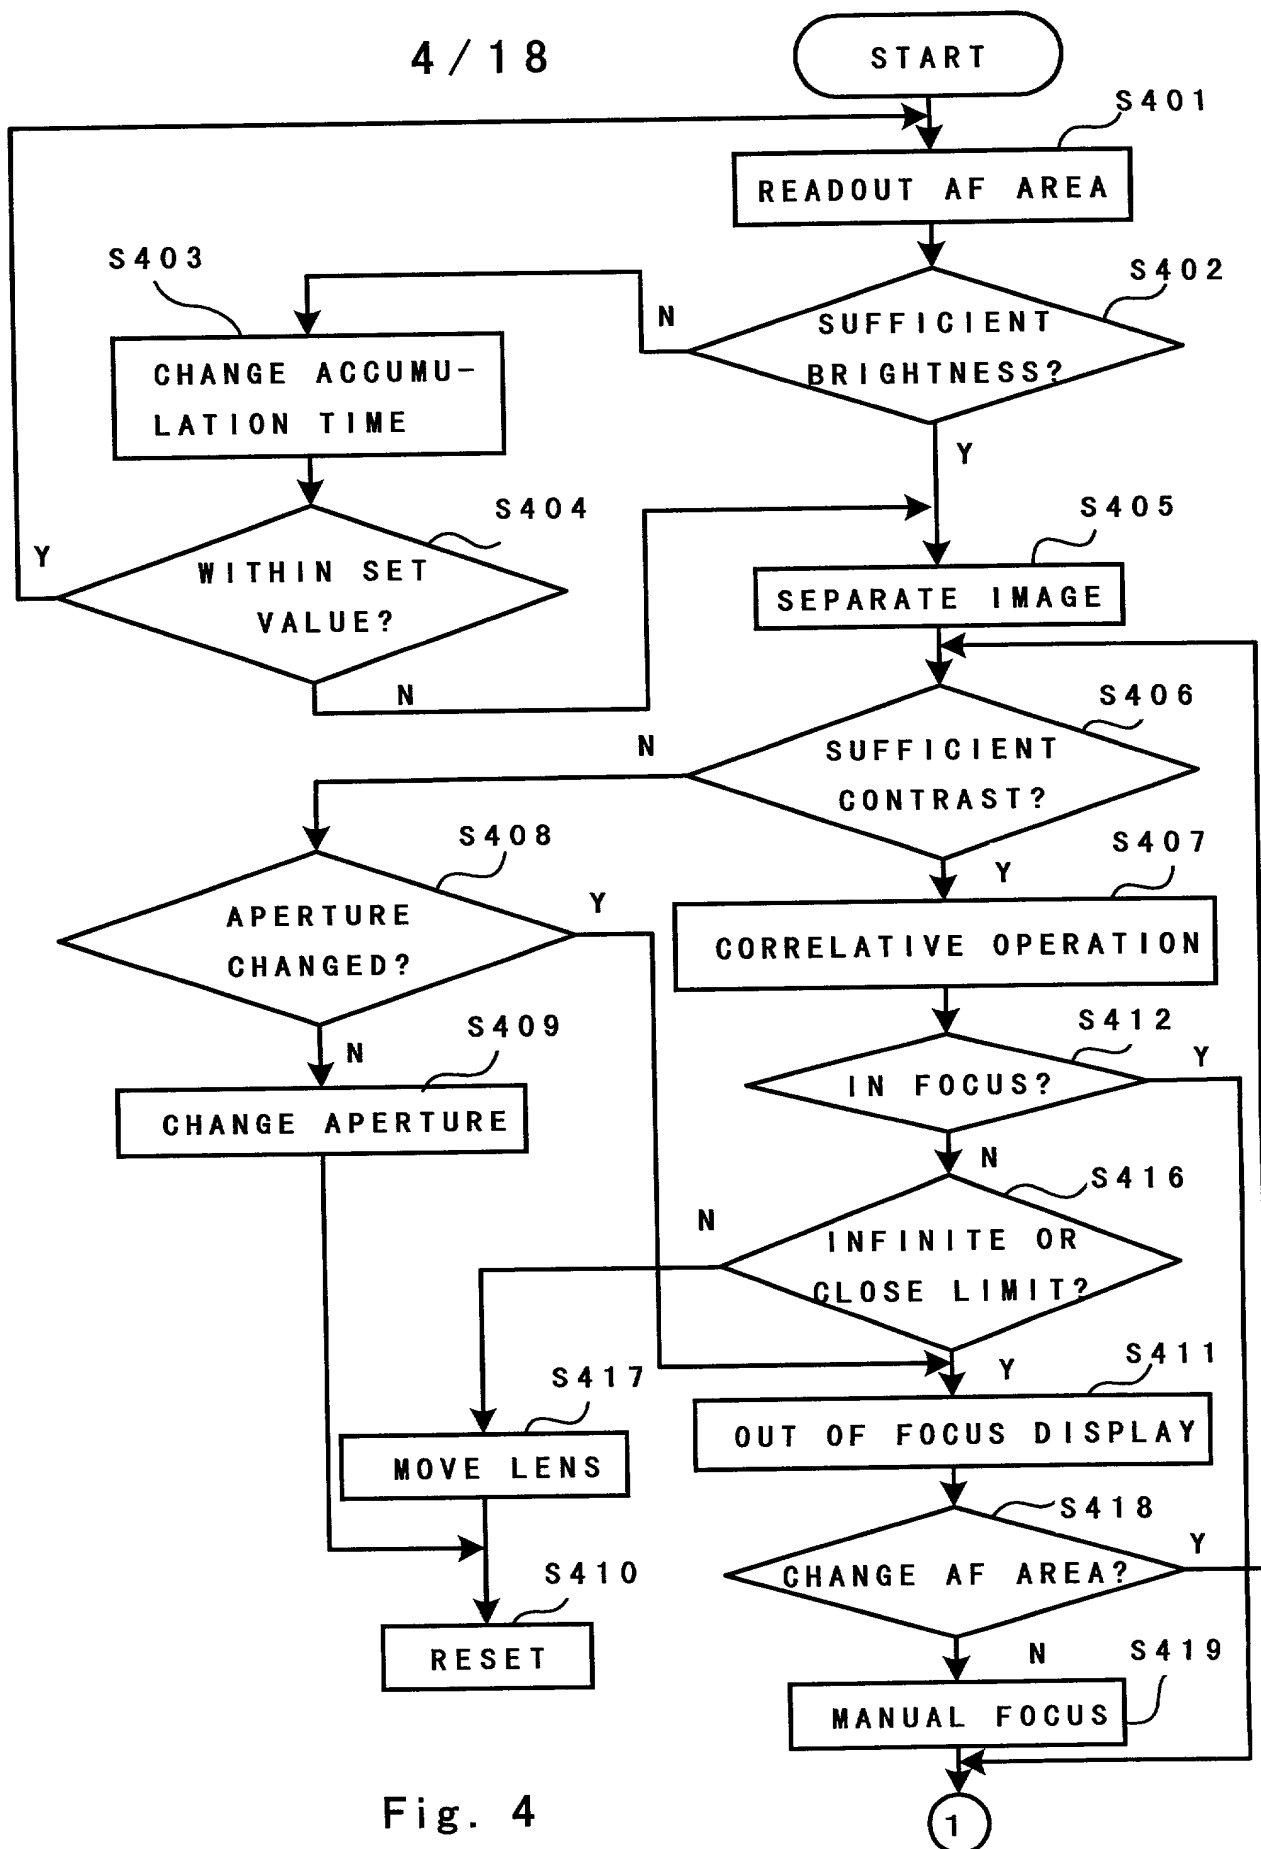 4/18
START
S401
READOUT AF AREA
S403
S402
N
SUFFICIENT
BRIGHTNESS?
CHANGE ACCUMU-
LATION TIME
Y
S404
S405
Y
WITHIN SET
VALUE?
SEPARATE IMAGE
N
S406
N
SUFFICIENT
CONTRAST?
S408
S407
Y
Y
APERTURE
CHANGED?
CORRELATIVE OPERATION
S409
S412
N
Y
IN FOCUS?
CHANGE APERTURE
N
S416
N
INFINITE OR
CLOSE LIMIT?
S417
Y
S411
OUT OF FOCUS DISPLAY
MOVE LENS
S418
Y
CHANGE AF AREA?
S410
N
S419
RESET
MANUAL FOCUS
Fig. 4
1